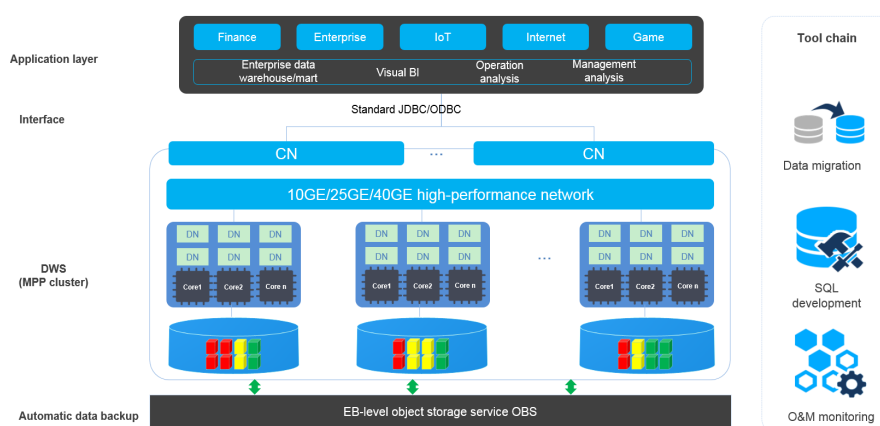 Application layer
Finance
Enterprise
IoT
Internet
Game
Enterprise data
warehouse/mart
Visual BI
Operation
analysis
Management
analysis
Interface
Standard JDBC/ODBC
CN
...
CN
DWS
(MPP cluster)
10GE/25GE/40GE high-performance network
DN DN DN
DN DN DN
Core1 Core2 Core n
DN DN DN
DN DN DN
Core1 Core2 Core n
...
DN DN DN
DN DN DN
Core1 Core2 Core n
Automatic data backup
EB-level object storage service OBS
Tool chain
Data migration
SQL
development
O&M monitoring